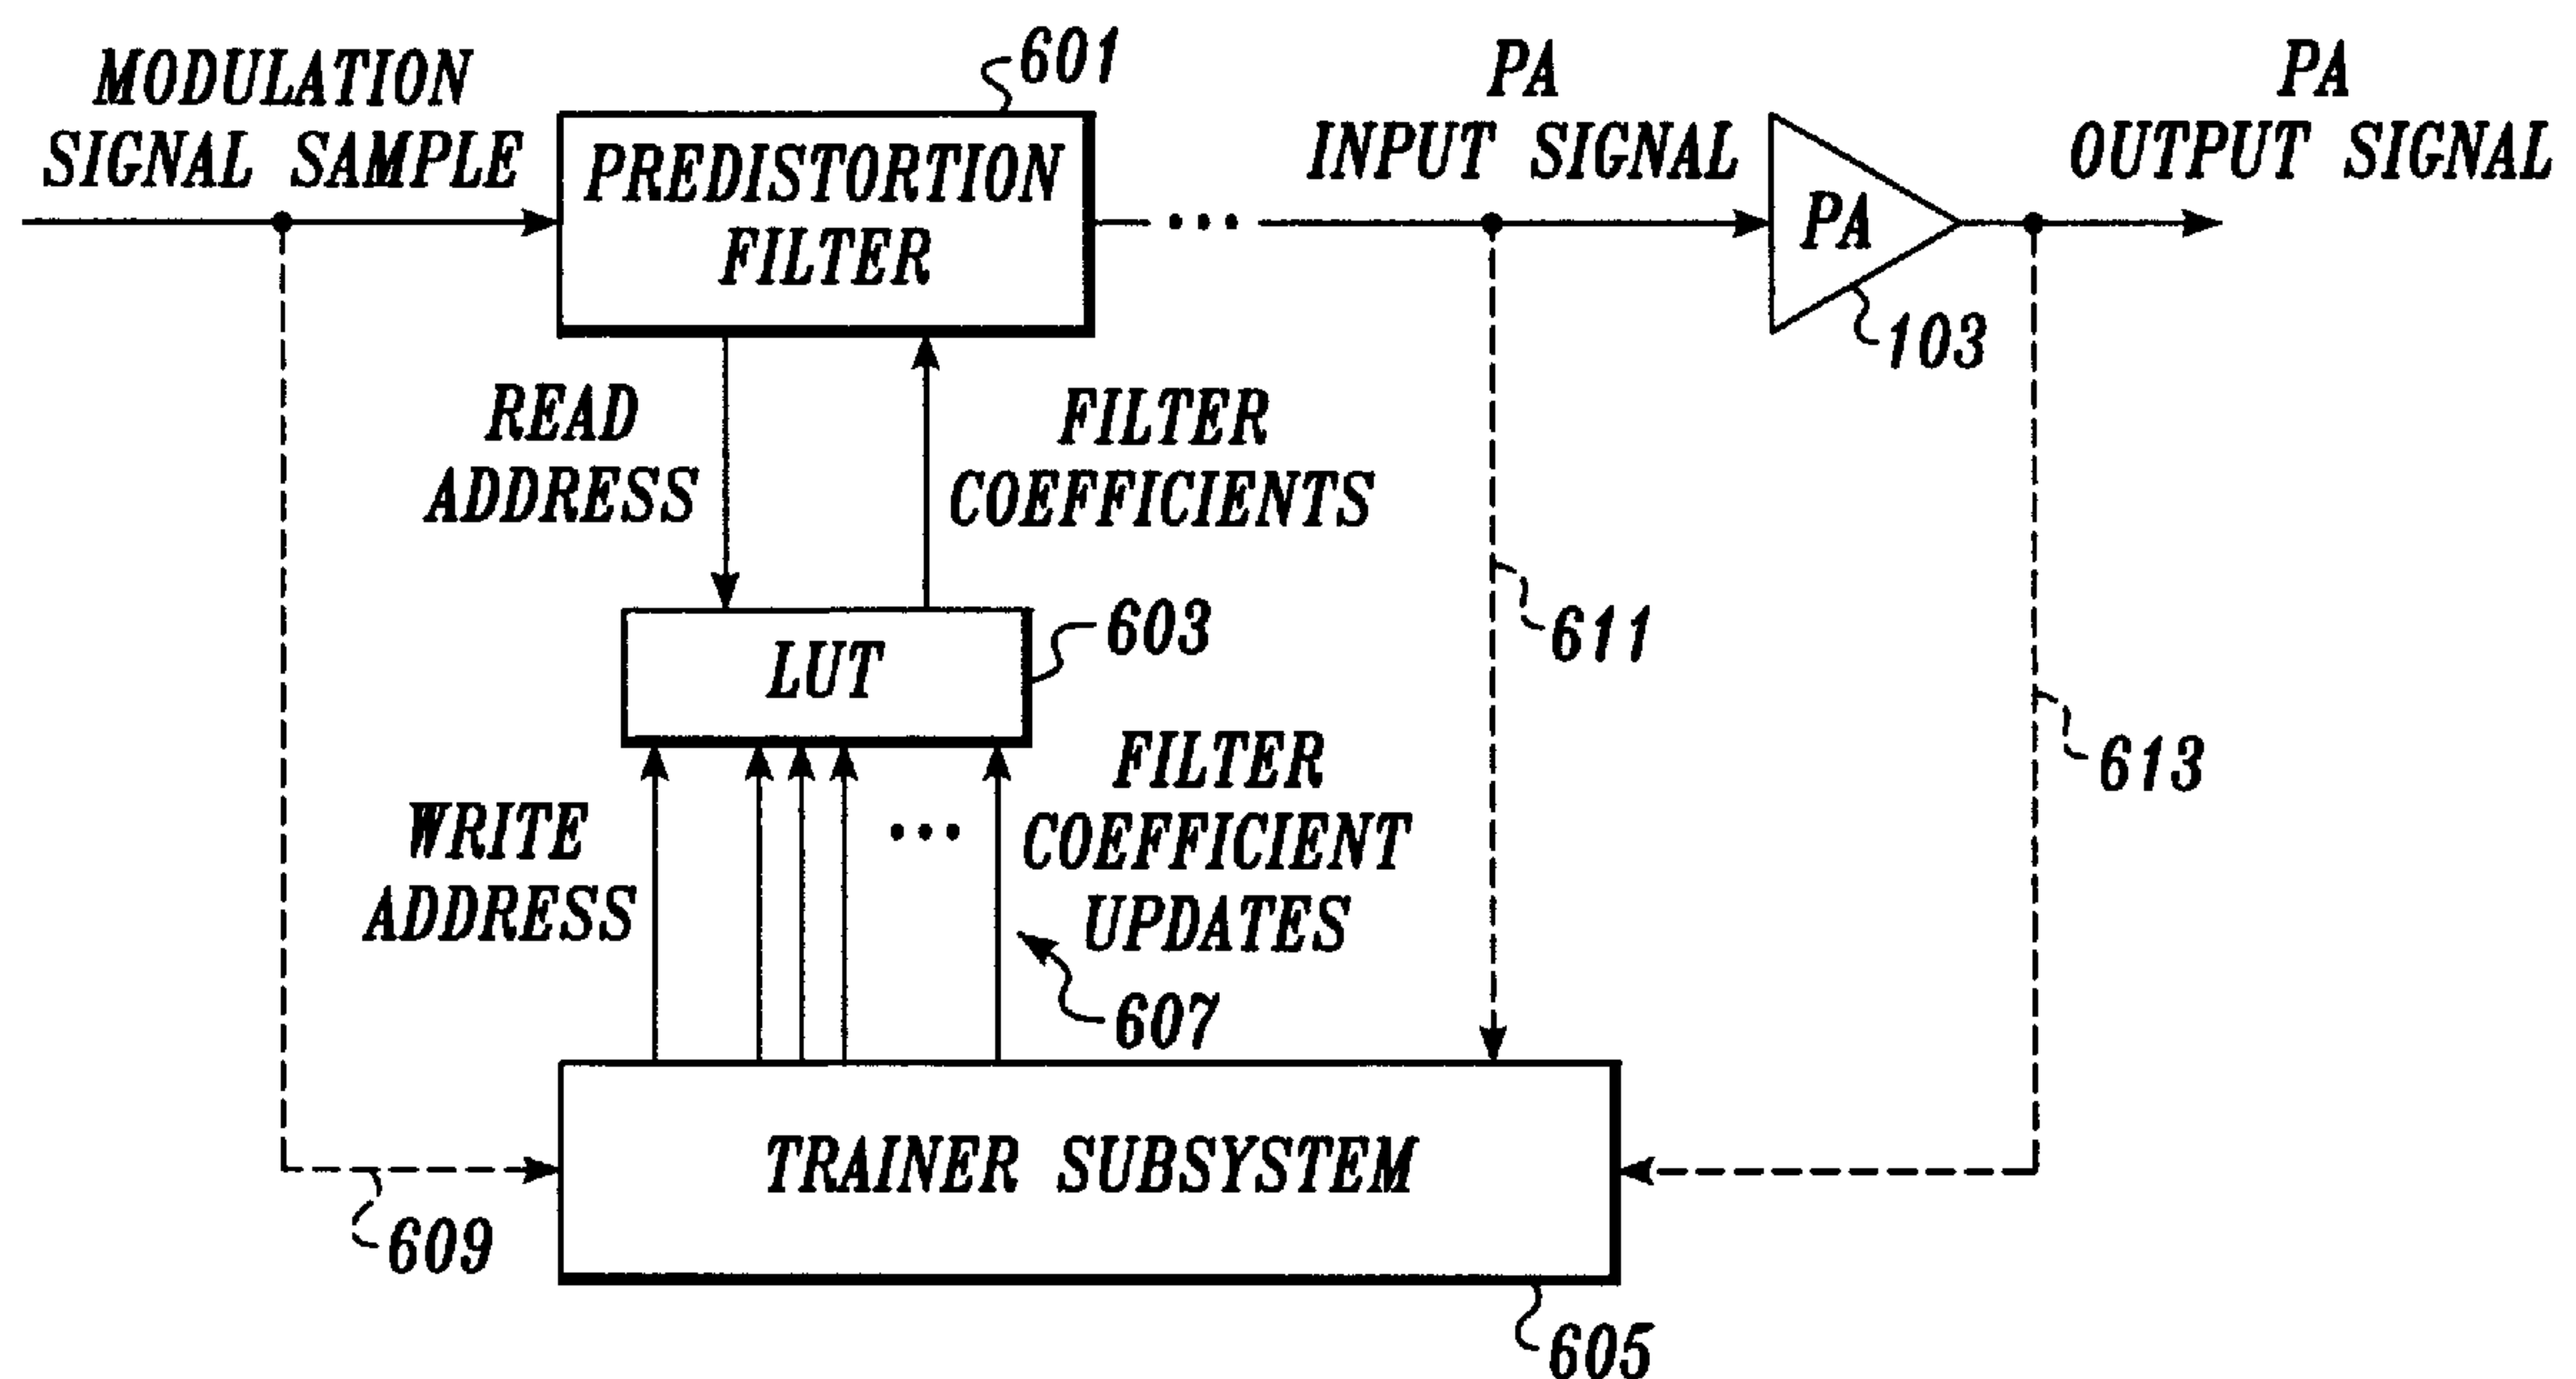 601
MODULATION
SIGNAL SAMPLE
PREDISTORTION
FILTER
PA
INPUT SIGNAL
PA
PA
OUTPUT SIGNAL
103
READ
ADDRESS
FILTER
COEFFICIENTS
LUT
603
611
613
WRITE
ADDRESS
...
FILTER
COEFFICIENT
UPDATES
607
TRAINER SUBSYSTEM
609
605